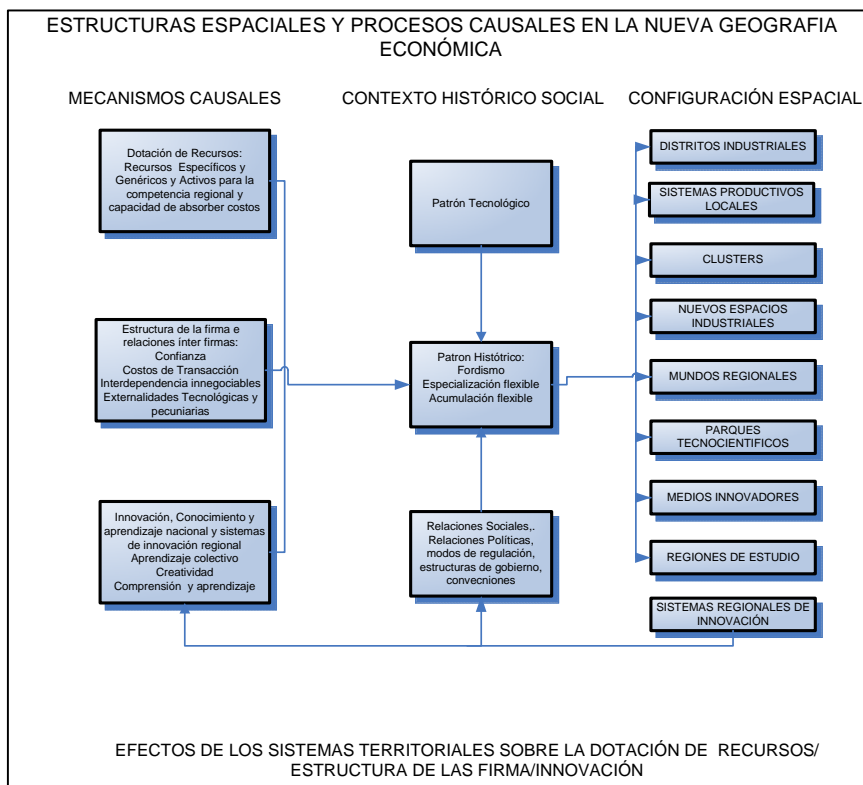 ESTRUCTURAS ESPACIALES Y PROCESOS CAUSALES EN LA NUEVA GEOGRAFIA
ECONÓMICA
MECANISMOS CAUSALES
Dotación de Recursos:
Recursos Específicos y
Genéricos y Activos para la
competencia regional y
capacidad de absorber costos
Estructura de la firma e
relaciones ínter firmas:
Confianza
Costos de Transacción
Interdependencia innegociables
Externalidades Tecnológicas y
pecuniarias
Innovación, Conocimiento y
aprendizaje nacional y sistemas
de innovación regional
Aprendizaje colectivo
Creatividad
Comprensión y aprendizaje
CONTEXTO HISTÓRICO SOCIAL
Patrón Tecnológico
Patron Histótrico:
Fordismo
Especialización flexible
Acumulación flexible
Relaciones Sociales,.
Relaciones Políticas,
modos de regulación,
estructuras de gobierno,
convecniones
CONFIGURACIÓN ESPACIAL
DISTRITOS INDUSTRIALES
SISTEMAS PRODUCTIVOS
LOCALES
CLUSTERS
NUEVOS ESPACIOS
INDUSTRIALES
MUNDOS REGIONALES
PARQUES
TECNOCIENTIFICOS
MEDIOS INNOVADORES
REGIONES DE ESTUDIO
SISTEMAS REGIONALES DE
INNOVACIÓN
EFECTOS DE LOS SISTEMAS TERRITORIALES SOBRE LA DOTACIÓN DE RECURSOS/
ESTRUCTURA DE LAS FIRMA/INNOVACIÓN